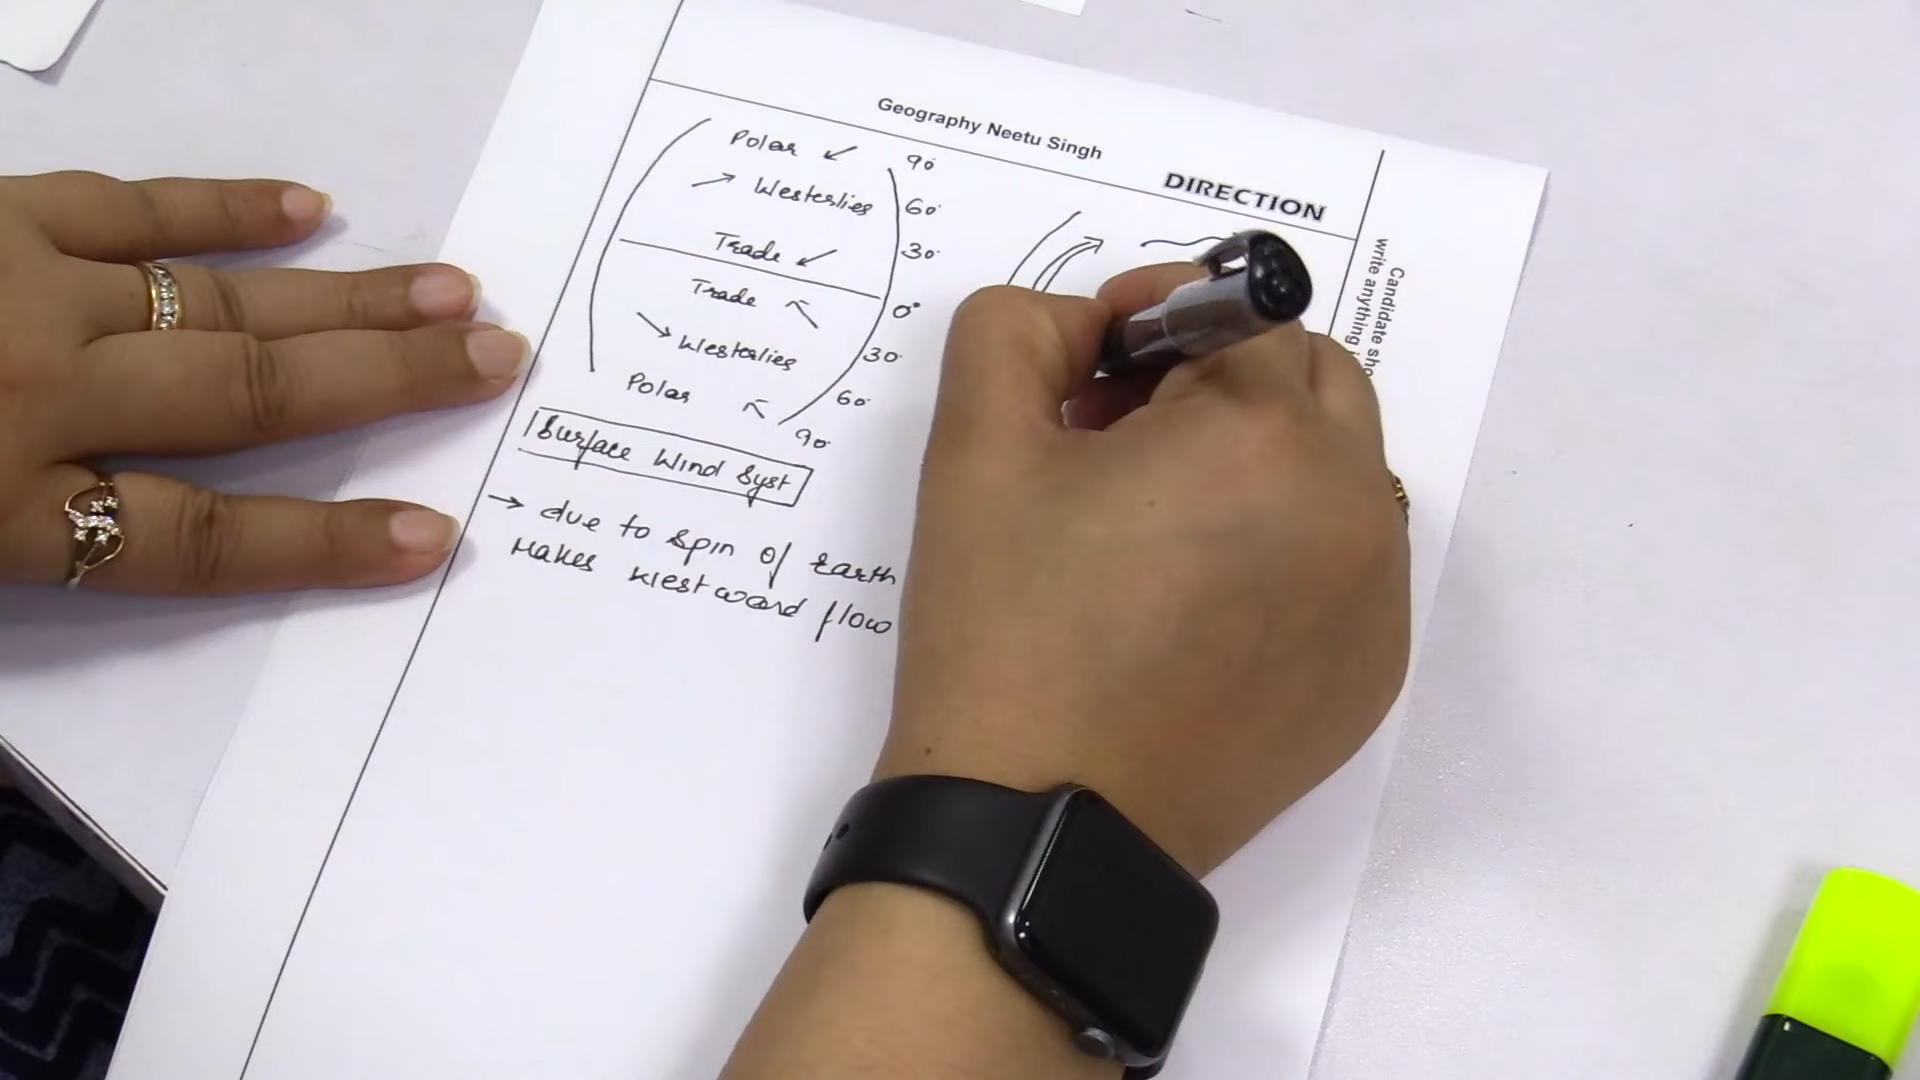 Geography Neetu Singh
DIRECTION
Candidate sho
write anything i
Polar ↙ 90°
→ Westerlies 60°
Trade ↙ 30°
0°
Trade ↖
→ Westerlies 30°
Polar ↖ 60°
90°
Surface Wind Syst
→ due to spin of Earth
Makes westward flow